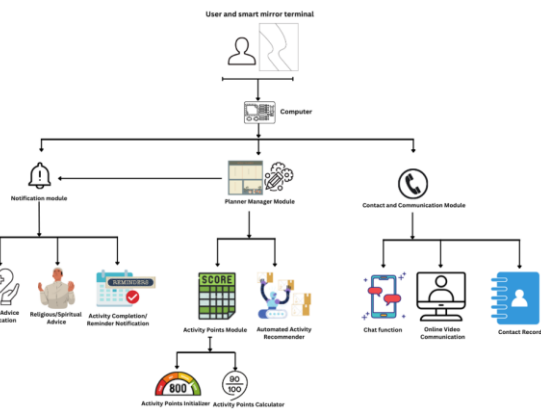 User and smart mirror terminal
Computer
Notification module
Planner Manager Module
Contact and Communication Module
Advice
Religious/Spiritual
Advice
REMINDERS
Activity Completion/
Reminder Notification
SCORE
Activity Points Module
Automated Activity
Recommender
Chat function
Online Video
Communication
Contact Record
800
90
100
Activity Points Initializer
Activity Points Calculator